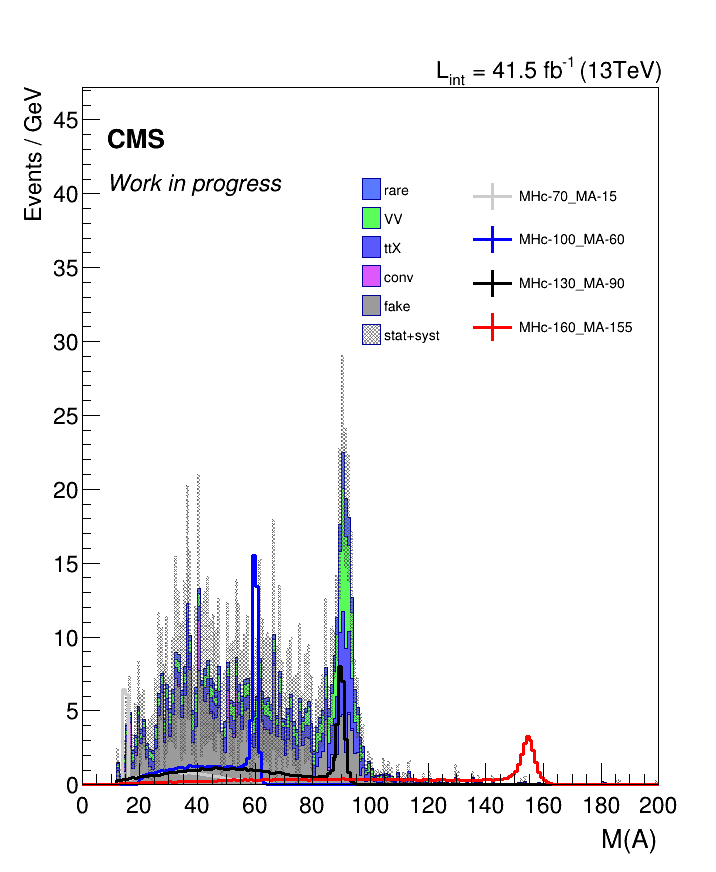 L_int = 41.5 fb^-1 (13TeV)
Events / GeV
CMS
Work in progress
rare
VV
ttX
conv
fake
stat+syst
MHc-70_MA-15
MHc-100_MA-60
MHc-130_MA-90
MHc-160_MA-155
45
40
35
30
25
20
15
10
5
0
0 20 40 60 80 100 120 140 160 180 200
M(A)